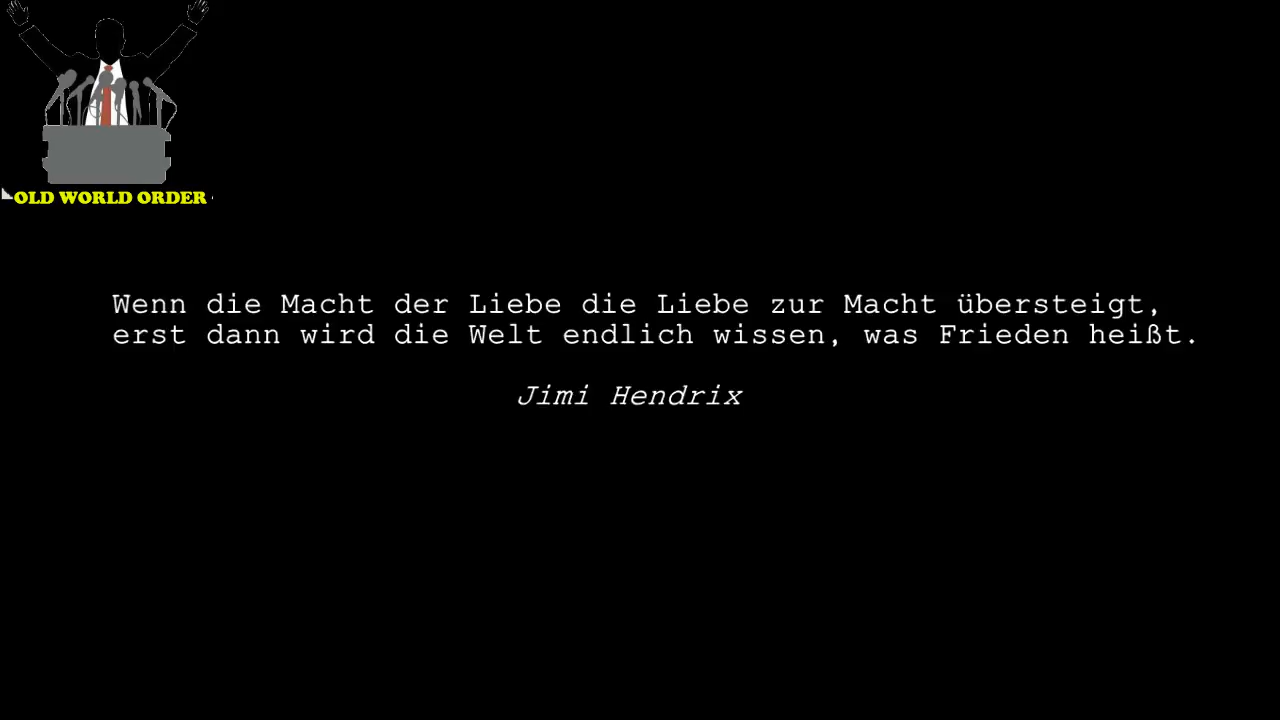 OLD WORLD ORDER
Wenn die Macht der Liebe die Liebe zur Macht übersteigt,
erst dann wird die Welt endlich wissen, was Frieden heißt.
Jimi Hendrix